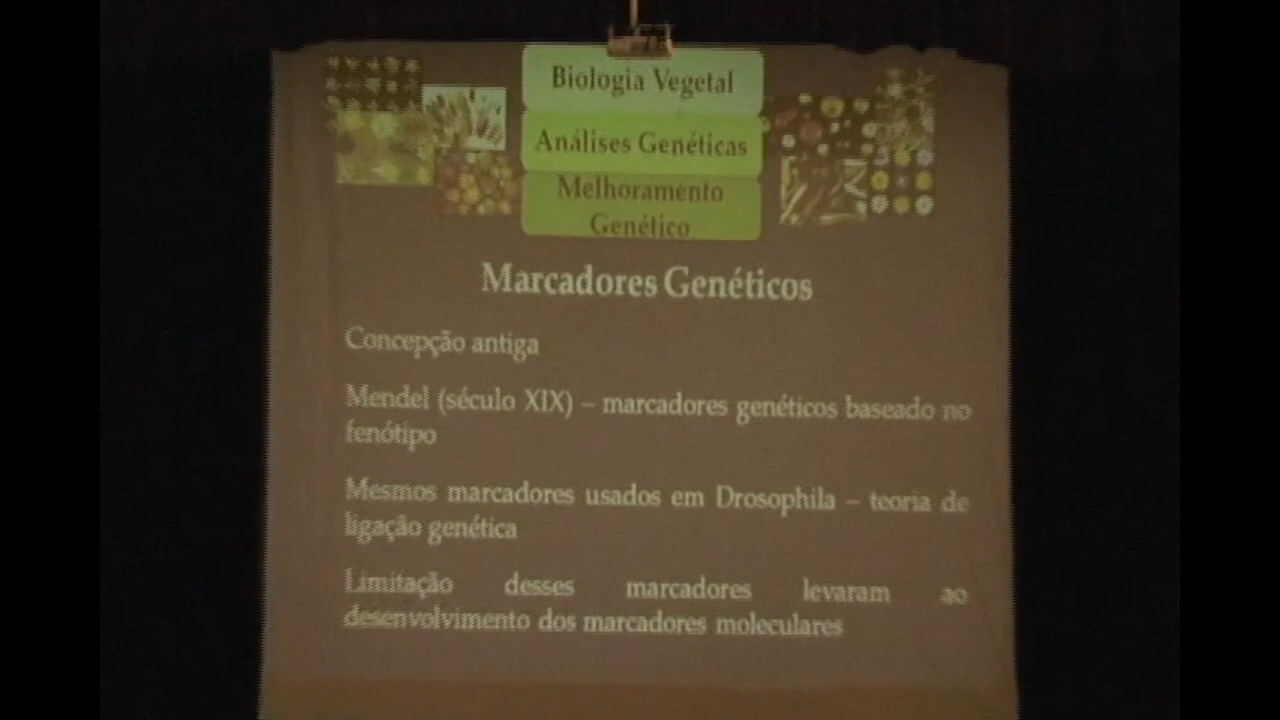 Biologia Vegetal
Análises Genéticas
Melhoramento
Genético
Marcadores Genéticos
Concepção antiga
Mendel (século XIX) – marcadores genéticos baseado no
fenótipo
Mesmos marcadores usados em Drosophila – teoria de
ligação genética
Limitação desses marcadores levaram ao
desenvolvimento dos marcadores moleculares